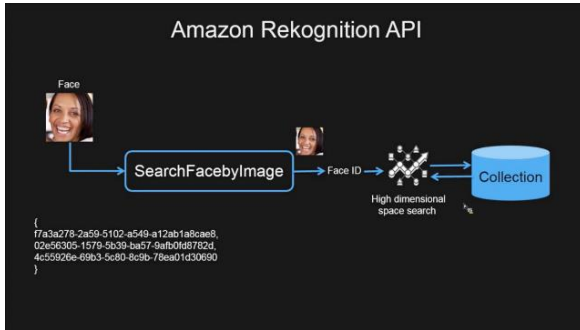 Amazon Rekognition API
Face
SearchFacebyImage
Face ID
High dimensional
space search
Collection
{
f7a3a278-2a59-5102-a549-a12ab1a8cae8,
02e56305-1579-5b39-ba57-9afb0fd8782d,
4c55926e-69b3-5c80-8c9b-78ea01d30690
}